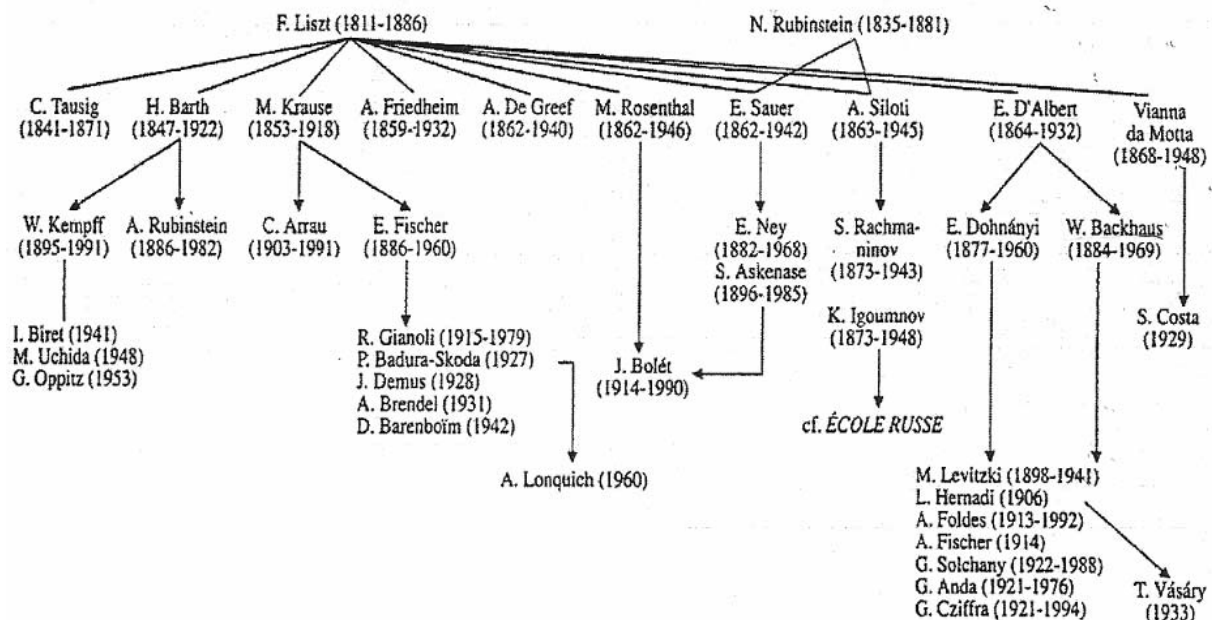 F. Liszt (1811-1886)
N. Rubinstein (1835-1881)
C. Tausig
(1841-1871)
H. Barth
(1847-1922)
M. Krause
(1853-1918)
A. Friedheim
(1859-1932)
A. De Greef
(1862-1940)
M. Rosenthal
(1862-1946)
E. Sauer
(1862-1942)
A. Siloti
(1863-1945)
E. D'Albert
(1864-1932)
Vianna
da Motta
(1868-1948)
W. Kempff
(1895-1991)
A. Rubinstein
(1886-1982)
C. Arrau
(1903-1991)
E. Fischer
(1886-1960)
E. Ney
(1882-1968)
S. Askenase
(1896-1985)
S. Rachma-
ninov
(1873-1943)
K. Igoumnov
(1873-1948)
E. Dohnányi
(1877-1960)
W. Backhaus
(1884-1969)
S. Costa
(1929)
I. Biret (1941)
M. Uchida (1948)
G. Oppitz (1953)
R. Gianoli (1915-1979)
P. Badura-Skoda (1927)
J. Demus (1928)
A. Brendel (1931)
D. Barenboïm (1942)
J. Bolét
(1914-1990)
cf. ÉCOLE RUSSE
A. Lonquich (1960)
M. Levitzki (1898-1941)
L. Hernadi (1906)
A. Foldes (1913-1992)
A. Fischer (1914)
G. Solchany (1922-1988)
G. Anda (1921-1976)
G. Cziffra (1921-1994)
T. Vásáry
(1933)